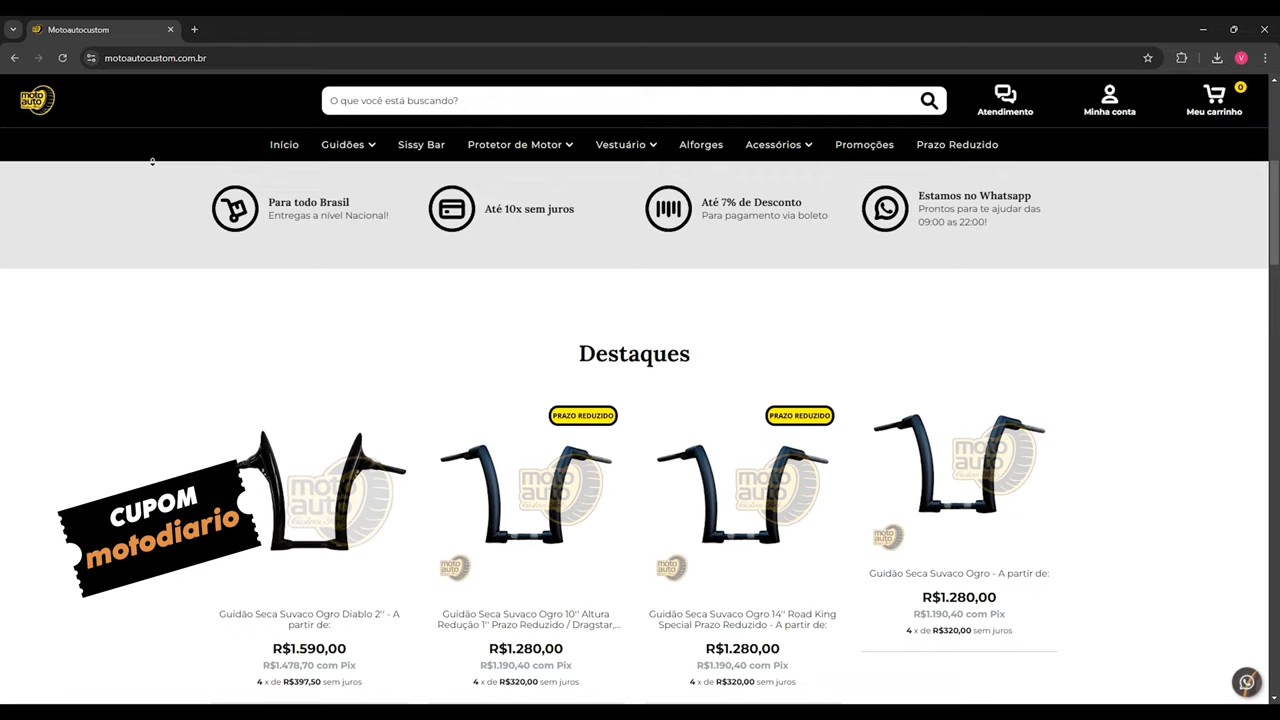 Motoautocustom
motoautocustom.com.br
V
moto
auto
O que você está buscando?
Atendimento
Minha conta
0
Meu carrinho
Início
Guidões
Sissy Bar
Protetor de Motor
Vestuário
Alforges
Acessórios
Promoções
Prazo Reduzido
Para todo Brasil
Entregas a nível Nacional!
Até 10x sem juros
Até 7% de Desconto
Para pagamento via boleto
Estamos no Whatsapp
Prontos para te ajudar das
09:00 as 22:00!
Destaques
PRAZO REDUZIDO
PRAZO REDUZIDO
moto
auto
moto
auto
moto
auto
moto
auto
CUPOM
motodiario
Guidão Seca Suvaco Ogro Diablo 2'' - A
partir de:
R$1.590,00
R$1.478,70 com Pix
4 x de R$397,50 sem juros
Guidão Seca Suvaco Ogro 10'' Altura
Redução 1'' Prazo Reduzido / Dragstar,...
R$1.280,00
R$1.190,40 com Pix
4 x de R$320,00 sem juros
Guidão Seca Suvaco Ogro 14'' Road King
Special Prazo Reduzido - A partir de:
R$1.280,00
R$1.190,40 com Pix
4 x de R$320,00 sem juros
Guidão Seca Suvaco Ogro - A partir de:
R$1.280,00
R$1.190,40 com Pix
4 x de R$320,00 sem juros